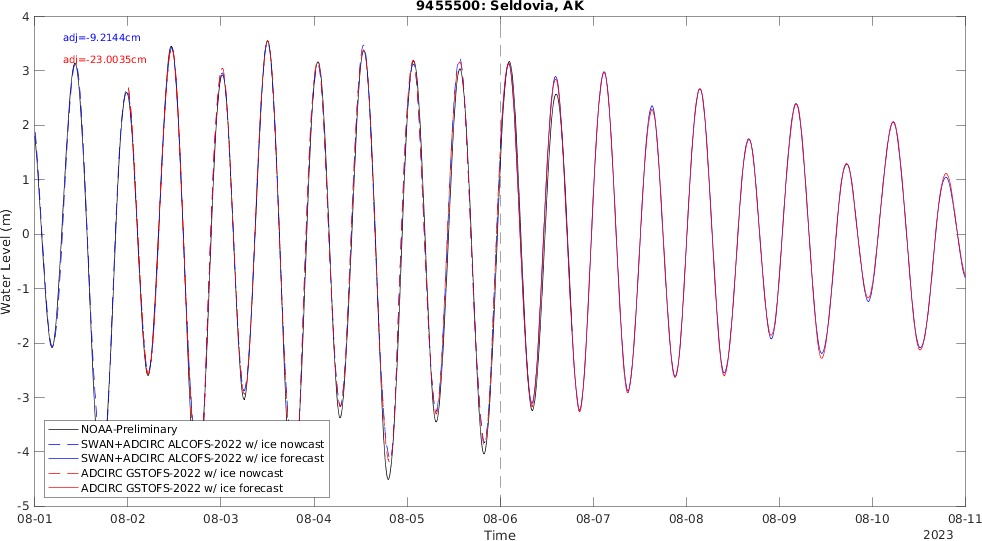 9455500: Seldovia, AK
adj=-9.2144cm
adj=-23.0035cm
Water Level (m)
4
3
2
1
0
-1
-2
-3
-4
-5
NOAA-Preliminary
SWAN+ADCIRC ALCOFS-2022 w/ ice nowcast
SWAN+ADCIRC ALCOFS-2022 w/ ice forecast
ADCIRC GSTOFS-2022 w/ ice nowcast
ADCIRC GSTOFS-2022 w/ ice forecast
08-01 08-02 08-03 08-04 08-05 08-06 08-07 08-08 08-09 08-10 08-11
Time
2023